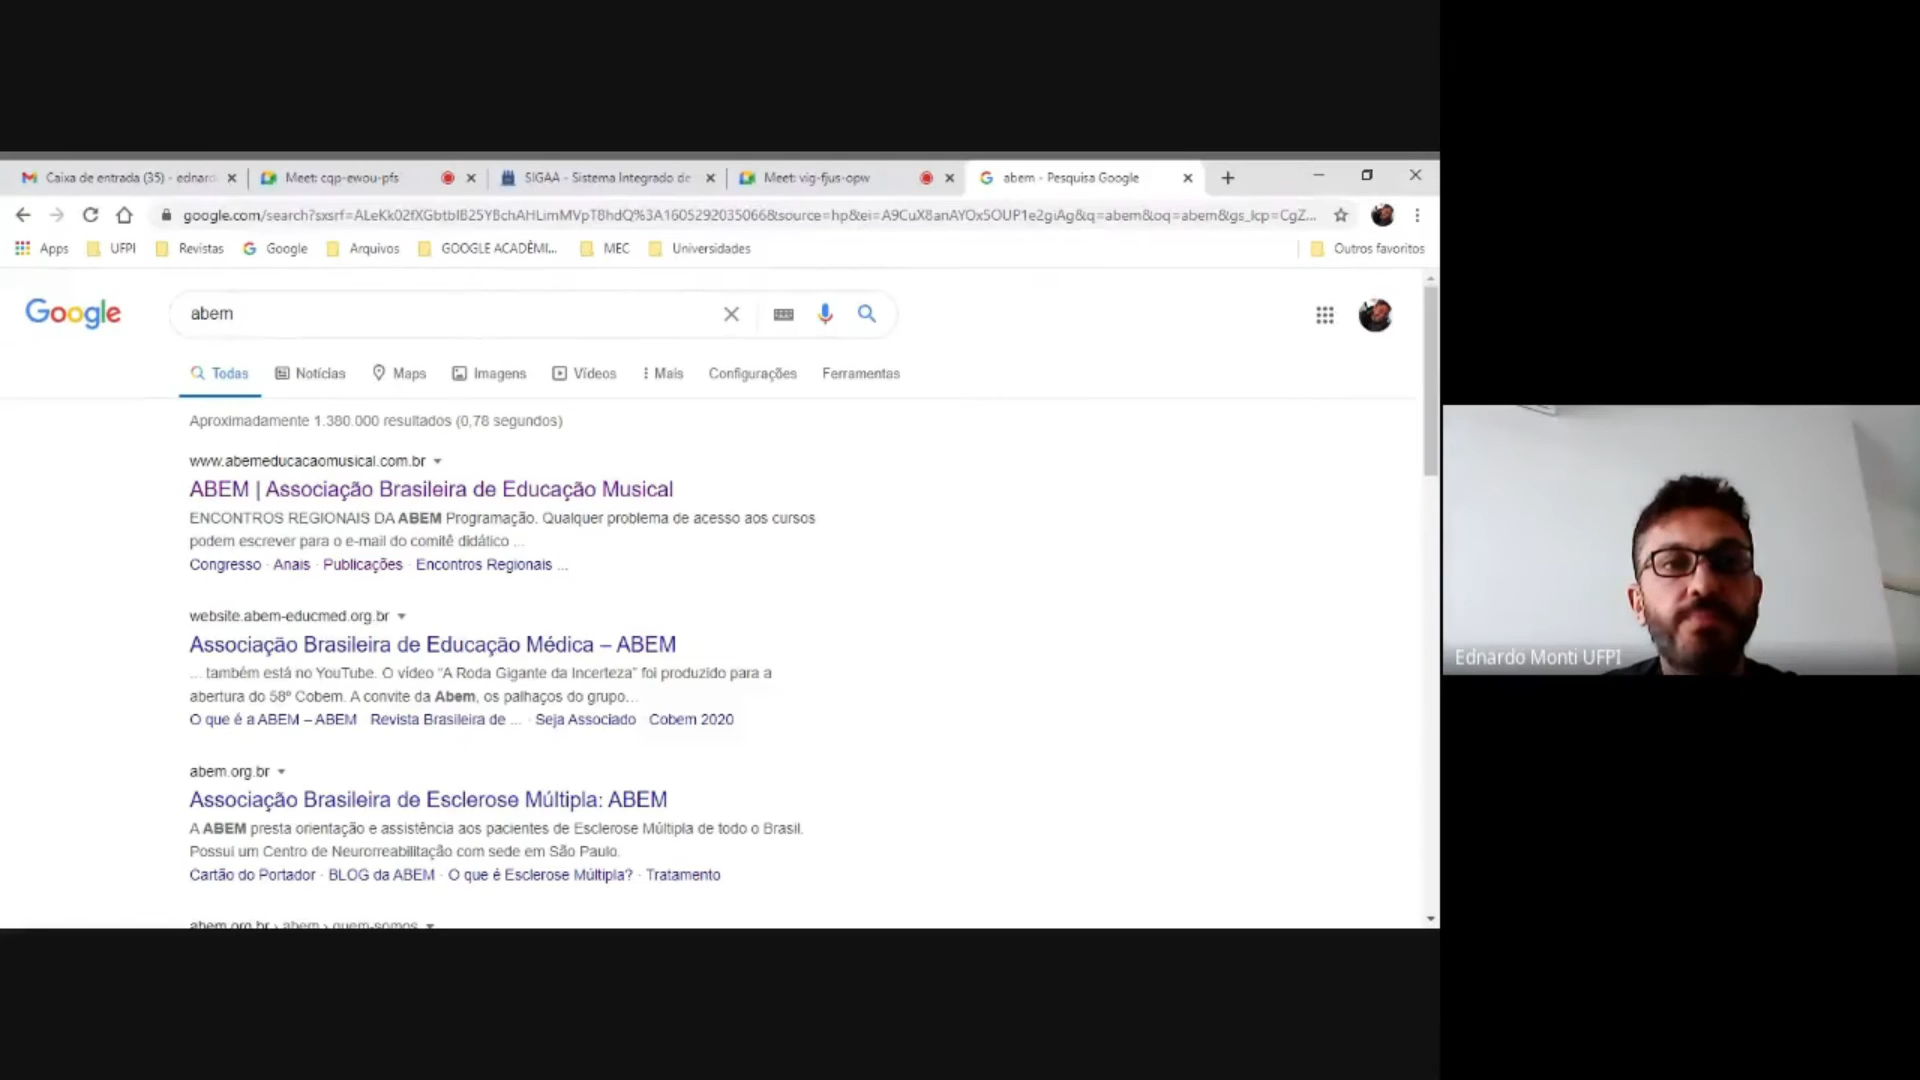 Caixa de entrada (35) - ednar
Meet: cqp-ewou-pfs
SIGAA - Sistema Integrado de
Meet: vig-fjus-opw
abem - Pesquisa Google
google.com/search?sxsrf=ALeKk02fXGbtbIB25YBchAHLimMVpT8hdQ%3A1605292035066&source=hp&ei=A9CuX8anAYOx5OUP1e2giAg&q=abem&oq=abem&gs_lcp=CgZ...
Apps UFPI Revistas Google Arquivos GOOGLE ACADÊMI... MEC Universidades Outros favoritos
Google
abem
Todas Notícias Maps Imagens Vídeos Mais Configurações Ferramentas
Aproximadamente 1.380.000 resultados (0,78 segundos)
www.abemeducacaomusical.com.br
ABEM | Associação Brasileira de Educação Musical
ENCONTROS REGIONAIS DA ABEM Programação. Qualquer problema de acesso aos cursos
podem escrever para o e-mail do comitê didático ...
Congresso · Anais · Publicações · Encontros Regionais ...
website.abem-educmed.org.br
Associação Brasileira de Educação Médica – ABEM
... também está no YouTube. O vídeo “A Roda Gigante da Incerteza” foi produzido para a
abertura do 58º Cobem. A convite da Abem, os palhaços do grupo...
O que é a ABEM – ABEM · Revista Brasileira de ... · Seja Associado · Cobem 2020
abem.org.br
Associação Brasileira de Esclerose Múltipla: ABEM
A ABEM presta orientação e assistência aos pacientes de Esclerose Múltipla de todo o Brasil.
Possui um Centro de Neurorreabilitação com sede em São Paulo.
Cartão do Portador · BLOG da ABEM · O que é Esclerose Múltipla? · Tratamento
abem.org.br › abem › quem-somos
Ednardo Monti UFPI